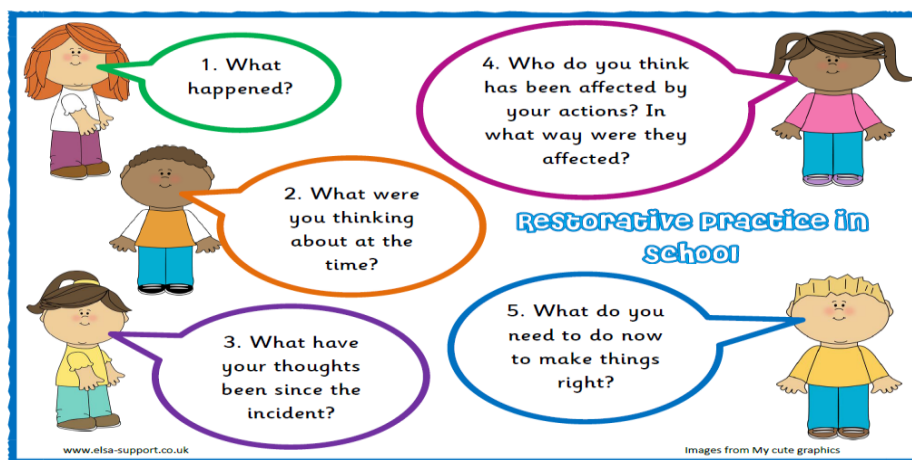 1. What
happened?
2. What were
you thinking
about at the
time?
3. What have
your thoughts
been since the
incident?
4. Who do you think
has been affected by
your actions? In
what way were they
affected?
Restorative Practice in
School
5. What do you
need to do now
to make things
right?
www.elsa-support.co.uk
Images from My cute graphics